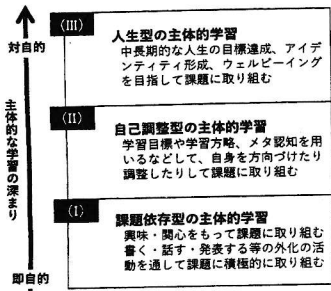 (III)
対自的
人生型の主体的学習
中長期的な人生の目標達成、アイデ
ンティティ形成、ウェルビーイング
を目指して課題に取り組む
主体的な学習の深まり
(II)
自己調整型の主体的学習
学習目標や学習方略、メタ認知を用
いるなどして、自身を方向づけたり
調整したりして課題に取り組む
(I)
課題依存型の主体的学習
興味・関心をもって課題に取り組む
書く・話す・発表する等の外化の活
動を通して課題に積極的に取り組む
即自的